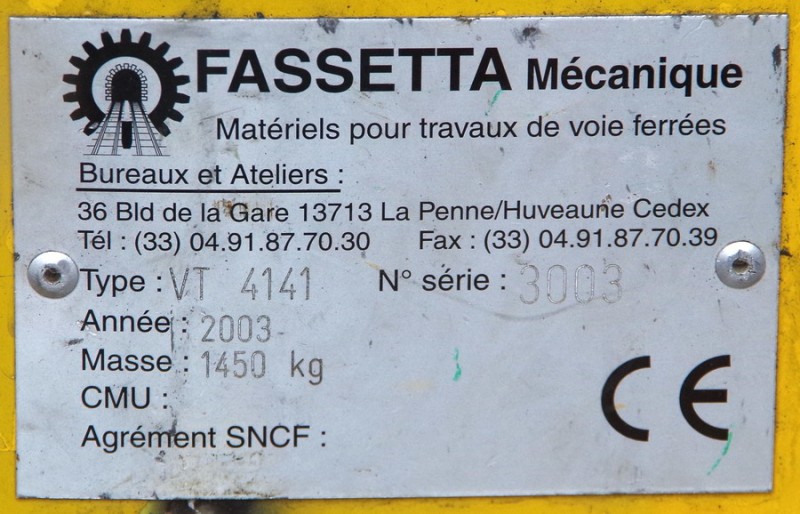 FASSETTA Mécanique
Matériels pour travaux de voie ferrées
Bureaux et Ateliers :
36 Bld de la Gare 13713 La Penne/Huveaune Cedex
Tél : (33) 04.91.87.70.30 Fax : (33) 04.91.87.70.39
Type : VT 4141 N° série : 3003
Année : 2003
Masse : 1450 kg
CMU :
Agrément SNCF :
CE